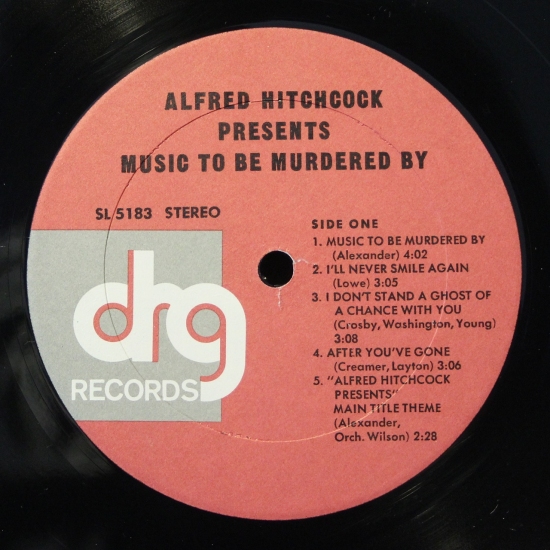 ALFRED HITCHCOCK
PRESENTS
MUSIC TO BE MURDERED BY
SL 5183 STEREO
drg
RECORDS
SIDE ONE
1. MUSIC TO BE MURDERED BY
(Alexander) 4:02
2. I'LL NEVER SMILE AGAIN
(Lowe) 3:05
3. I DON'T STAND A GHOST OF
A CHANCE WITH YOU
(Crosby, Washington, Young)
3:08
4. AFTER YOU'VE GONE
(Creamer, Layton) 3:06
5. "ALFRED HITCHCOCK
PRESENTS"
MAIN TITLE THEME
(Alexander,
Orch. Wilson) 2:28